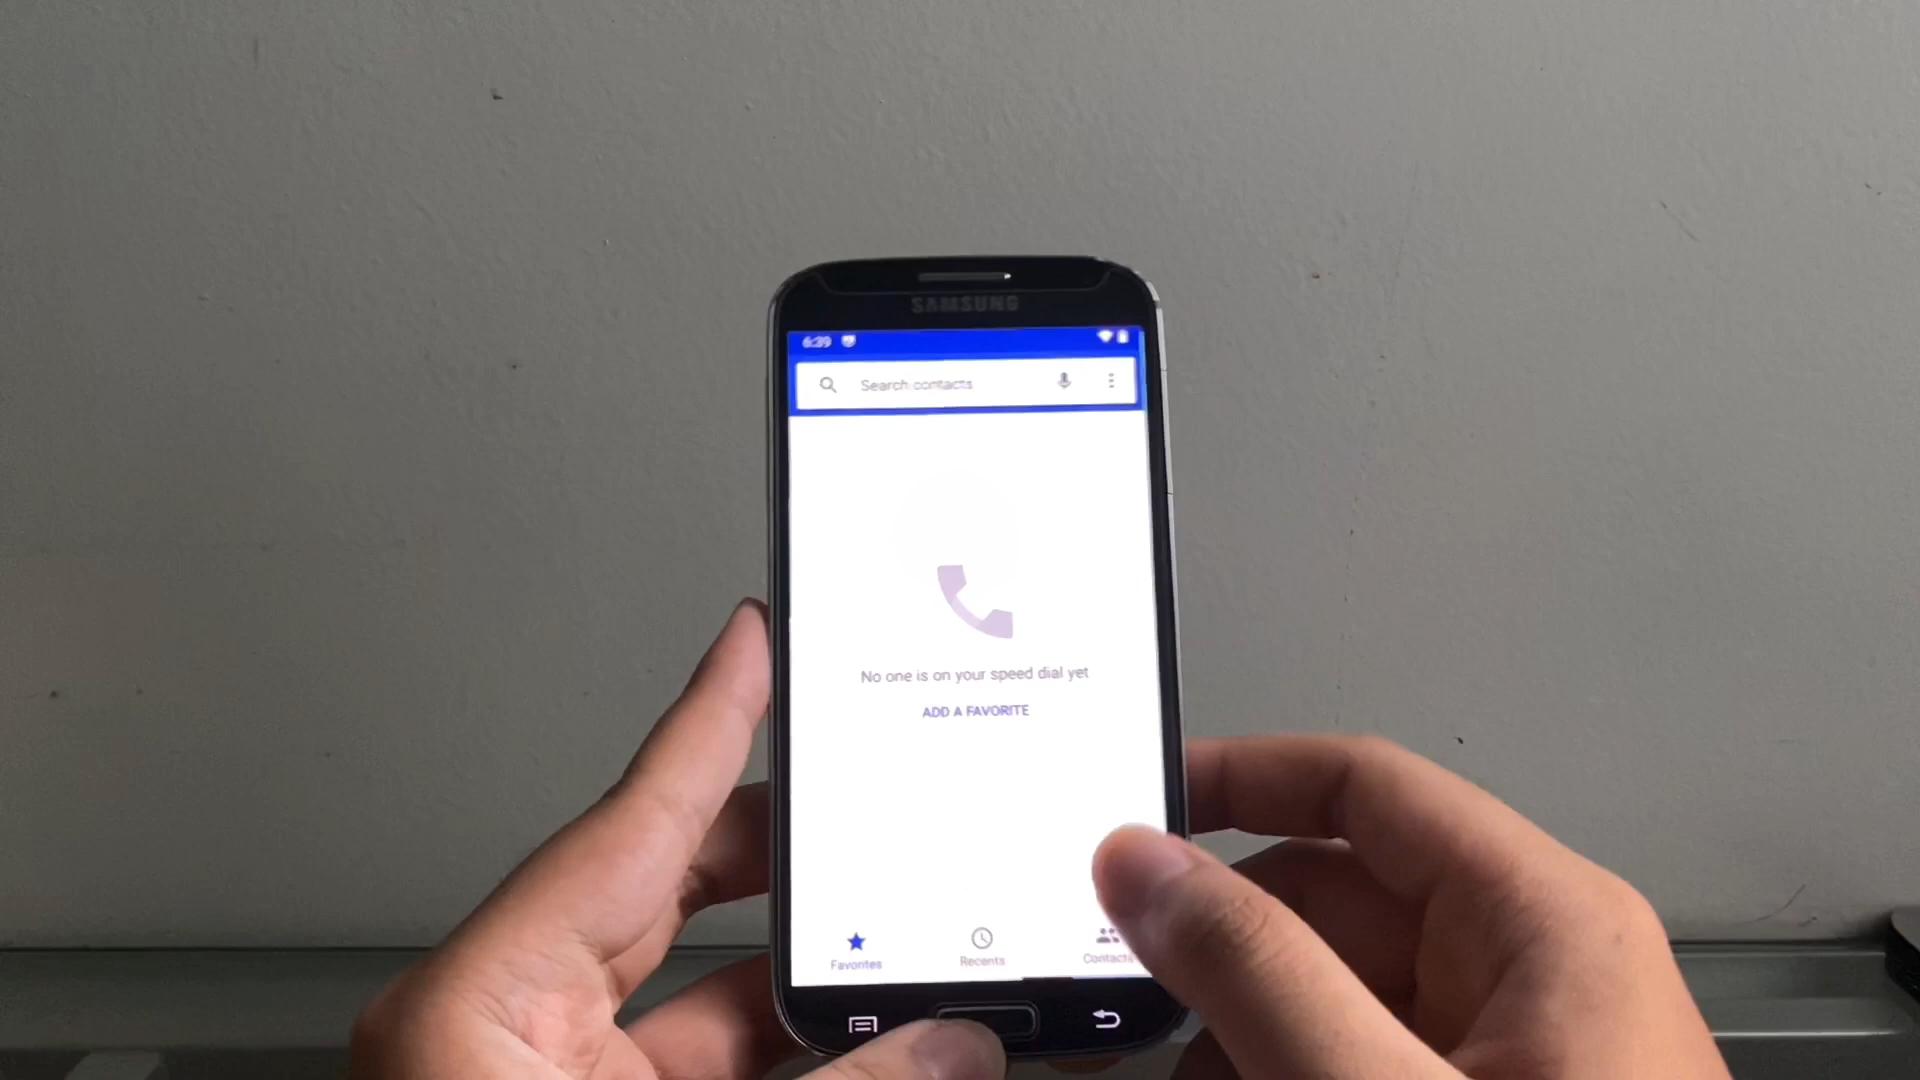 SAMSUNG
6:39
Search contacts
No one is on your speed dial yet
ADD A FAVORITE
Favorites
Recents
Contacts